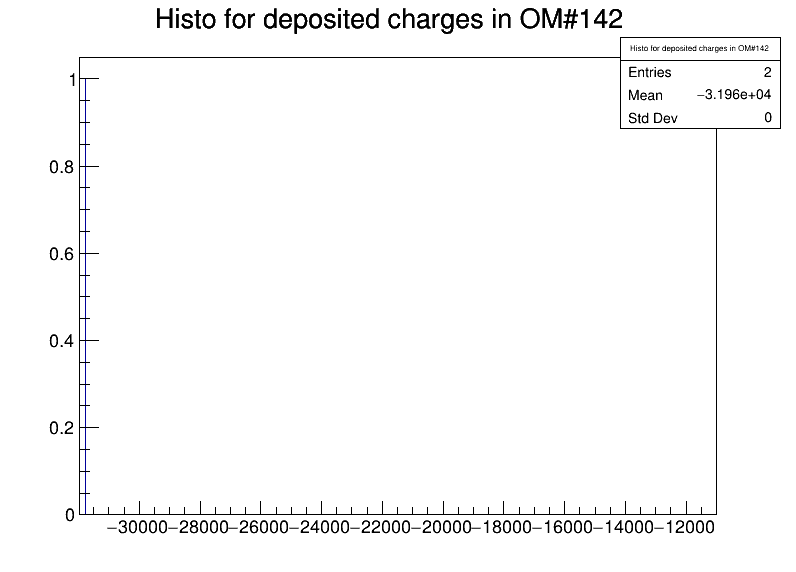 Histo for deposited charges in OM#142
Histo for deposited charges in OM#142
Entries 2
Mean −3.196e+04
Std Dev 0
1
0.8
0.6
0.4
0.2
0
−30000 −28000 −26000 −24000 −22000 −20000 −18000 −16000 −14000 −12000